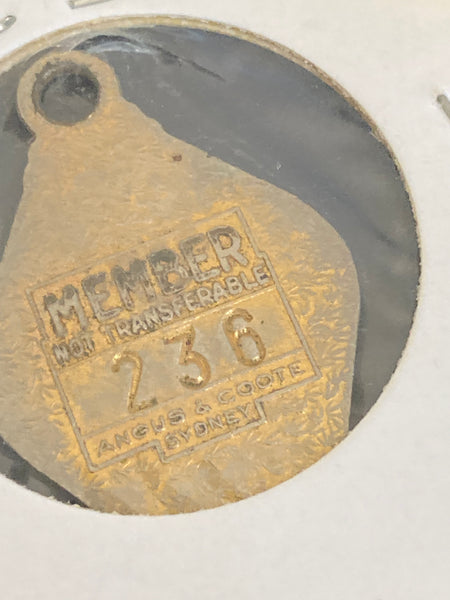 MEMBER
NOT TRANSFERABLE
236
ANGUS & COOTE
SYDNEY